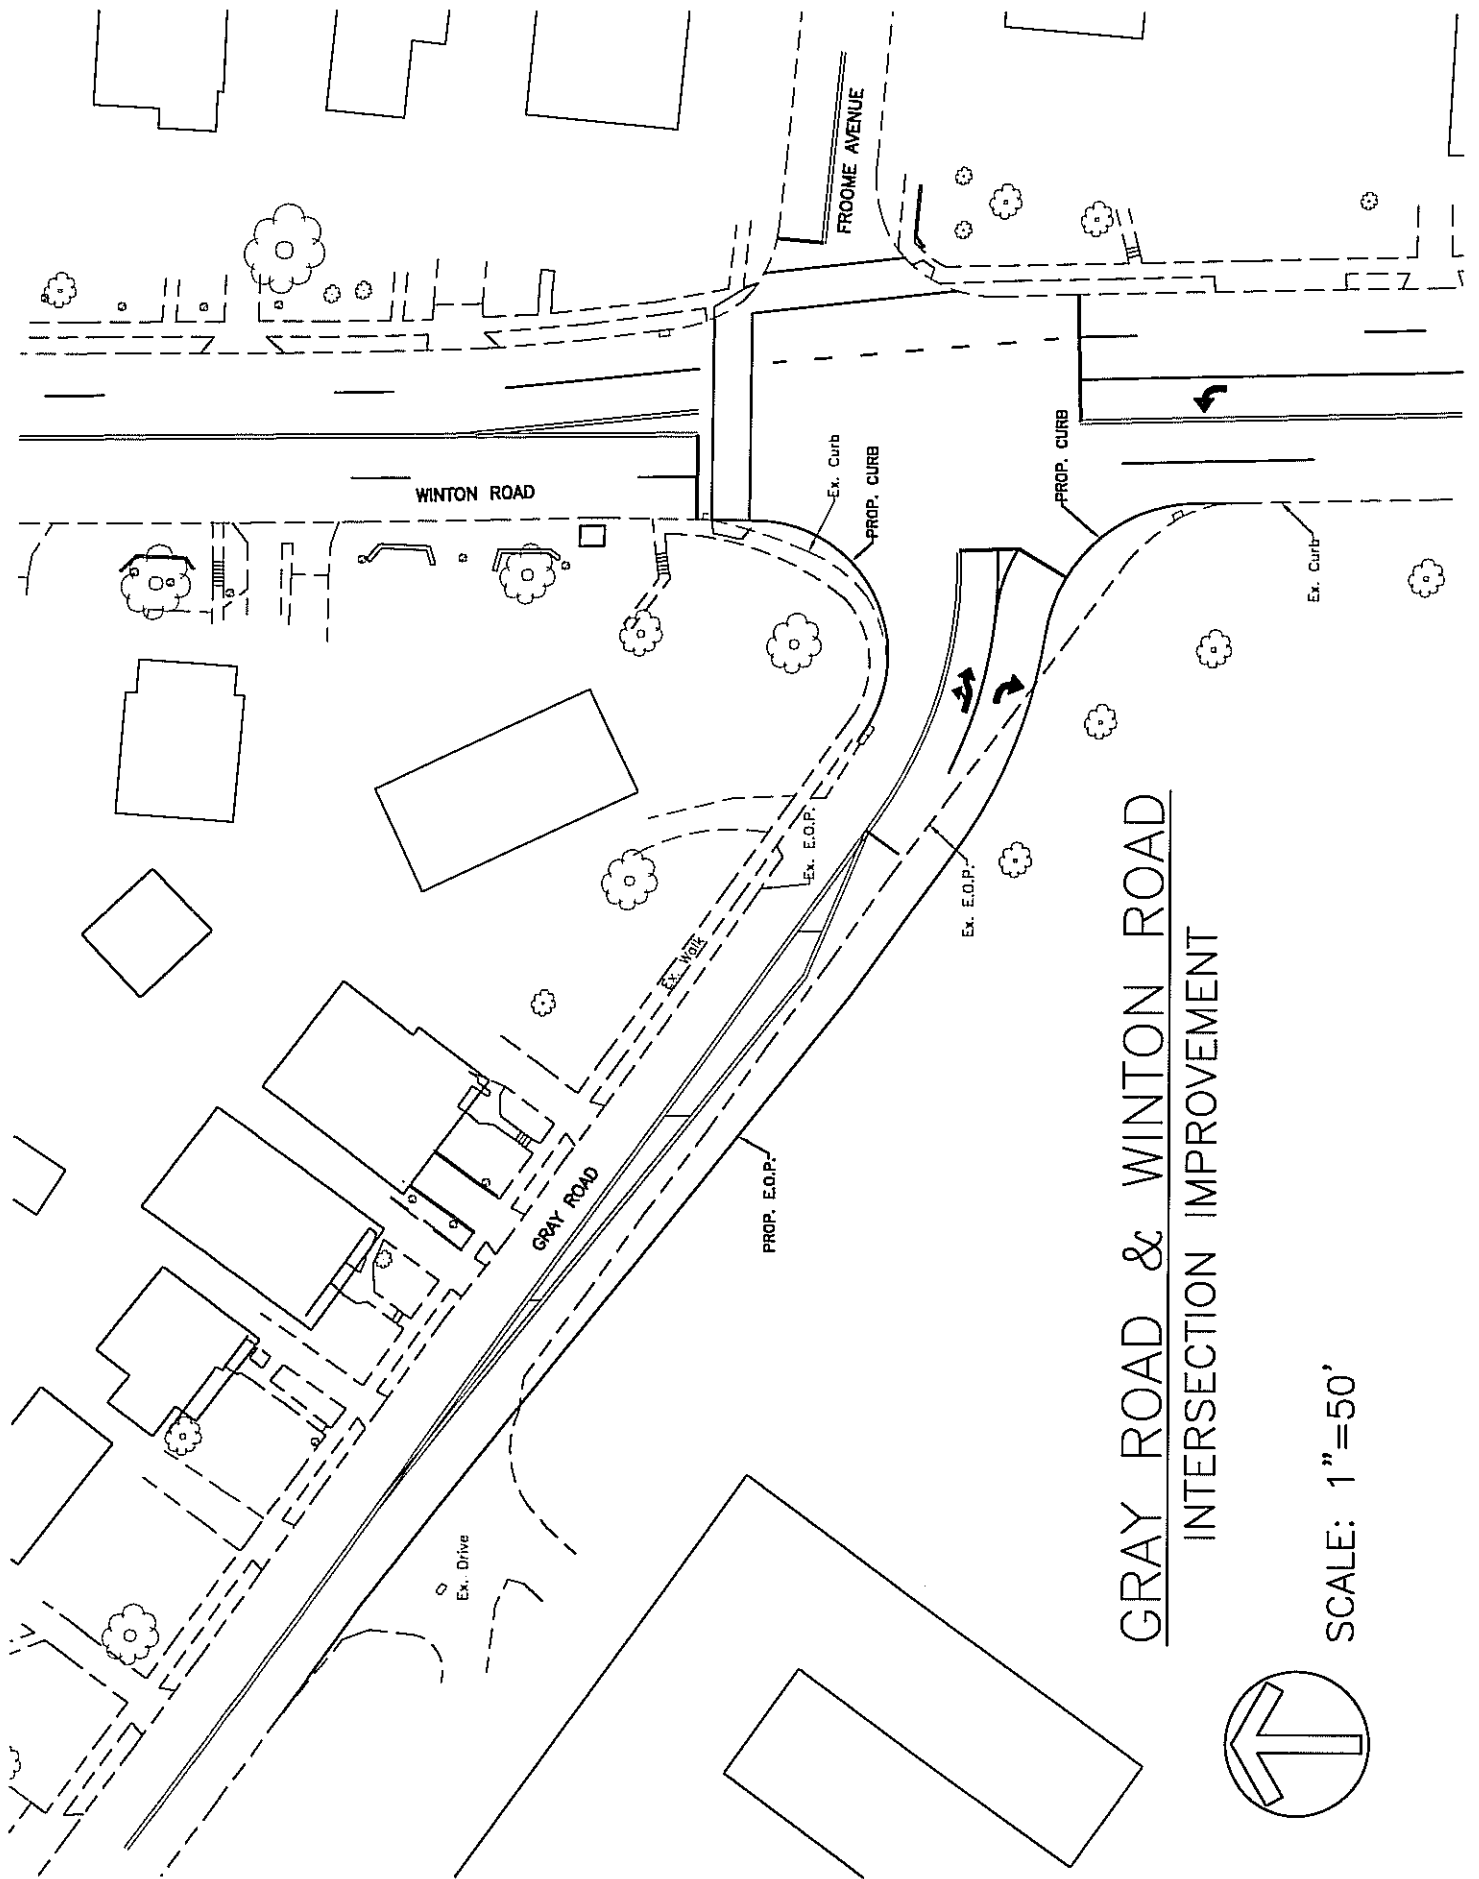 FROOME AVENUE
WINTON ROAD
Ex. Curb
PROP. CURB
PROP. CURB
Ex. Curb
Ex. E.O.P.
Ex. E.O.P.
Ex. Walk
GRAY ROAD
PROP. E.O.P.
Ex. Drive
GRAY ROAD & WINTON ROAD
INTERSECTION IMPROVEMENT
SCALE: 1"=50'